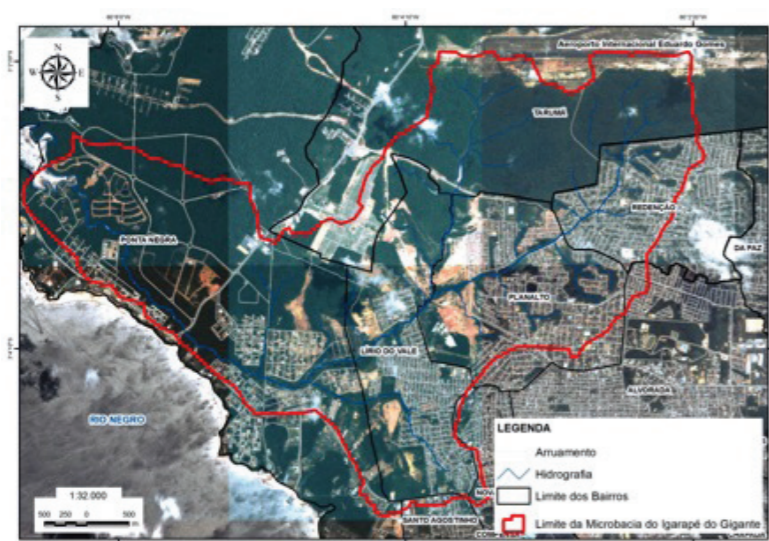 N
W E
S
Aeroporto Internacional Eduardo Gomes
TARUMÃ
REDENÇÃO
PONTA NEGRA
DA PAZ
PLANALTO
LÍRIO DO VALE
ALVORADA
RIO NEGRO
LEGENDA
Arruamento
Hidrografia
Limite dos Bairros
Limite da Microbacia do Igarapé do Gigante
1:32.000
500 250 0 500
m
SANTO AGOSTINHO